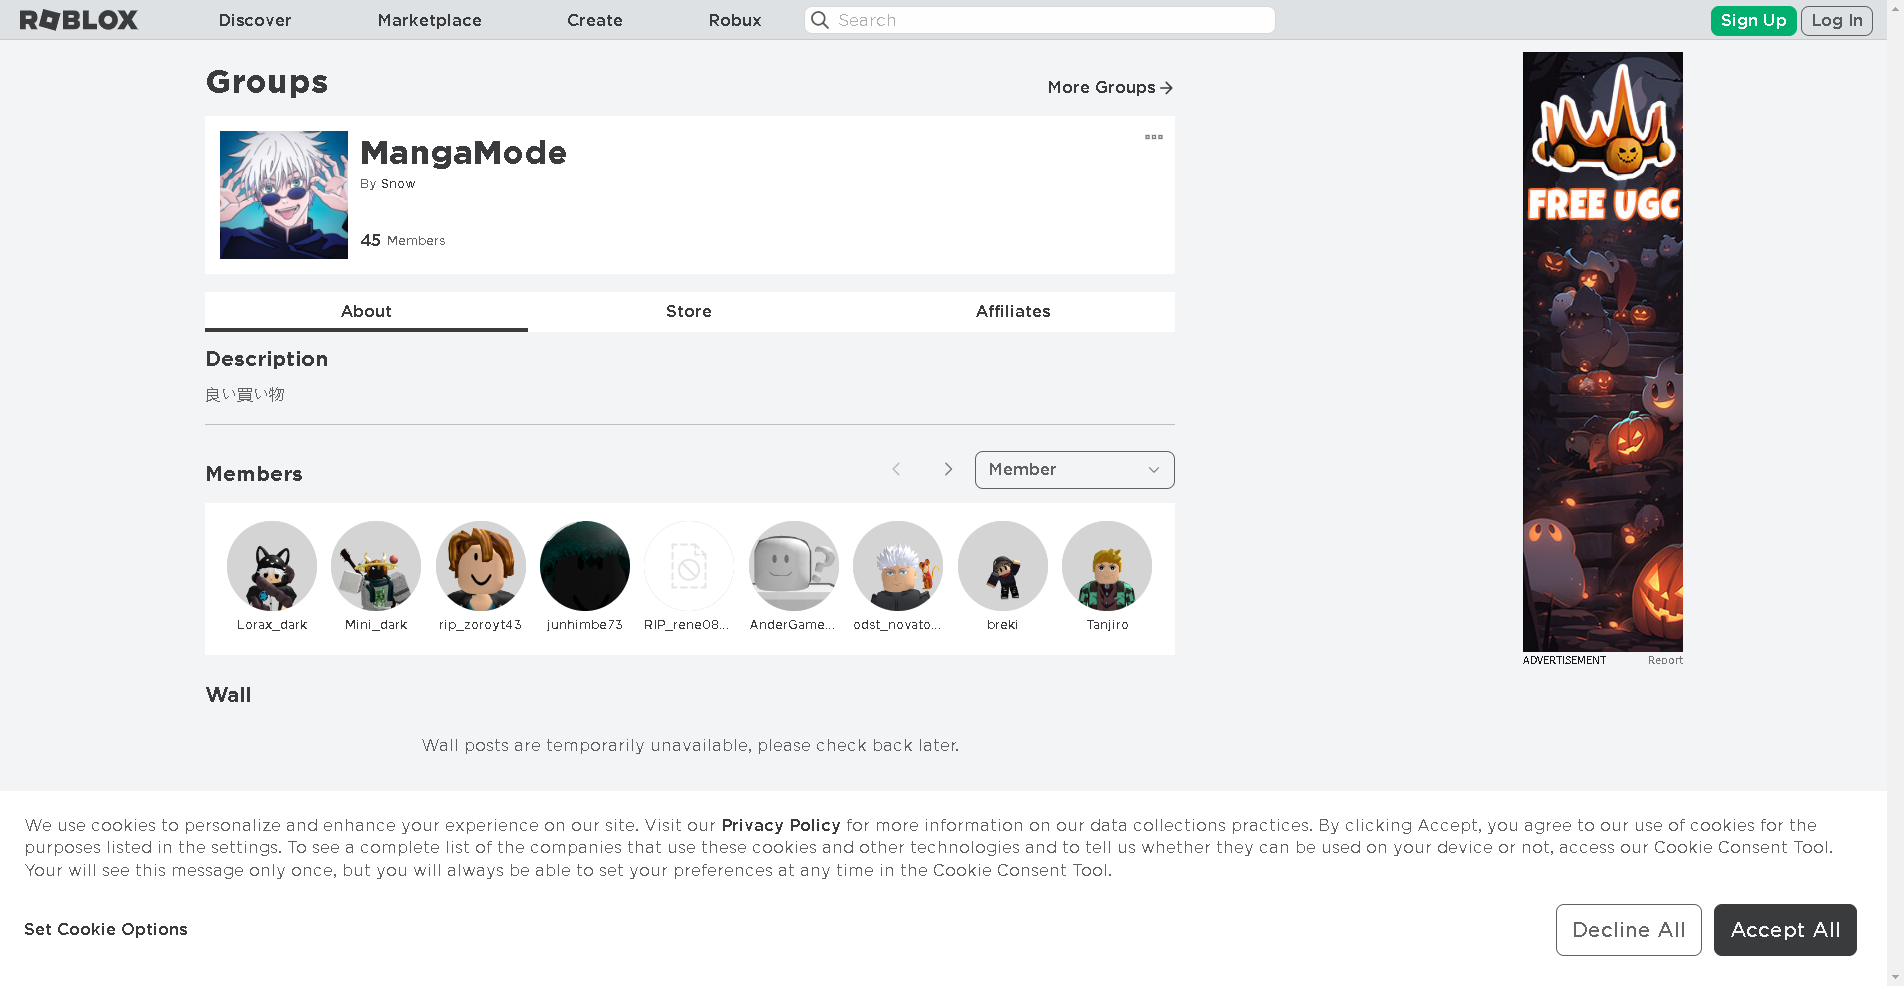 ROBLOX Discover Marketplace Create Robux Search Sign Up Log In
Groups
More Groups
MangaMode
By Snow
45 Members
About Store Affiliates
Description
良い買い物
Members
Member
Lorax_dark Mini_dark rip_zoroyt43 junhimbe73 RIP_rene08... AnderGame... odst_novato... breki Tanjiro
Wall
Wall posts are temporarily unavailable, please check back later.
FREE UGC
ADVERTISEMENT Report
We use cookies to personalize and enhance your experience on our site. Visit our Privacy Policy for more information on our data collections practices. By clicking Accept, you agree to our use of cookies for the
purposes listed in the settings. To see a complete list of the companies that use these cookies and other technologies and to tell us whether they can be used on your device or not, access our Cookie Consent Tool.
Your will see this message only once, but you will always be able to set your preferences at any time in the Cookie Consent Tool.
Set Cookie Options
Decline All
Accept All